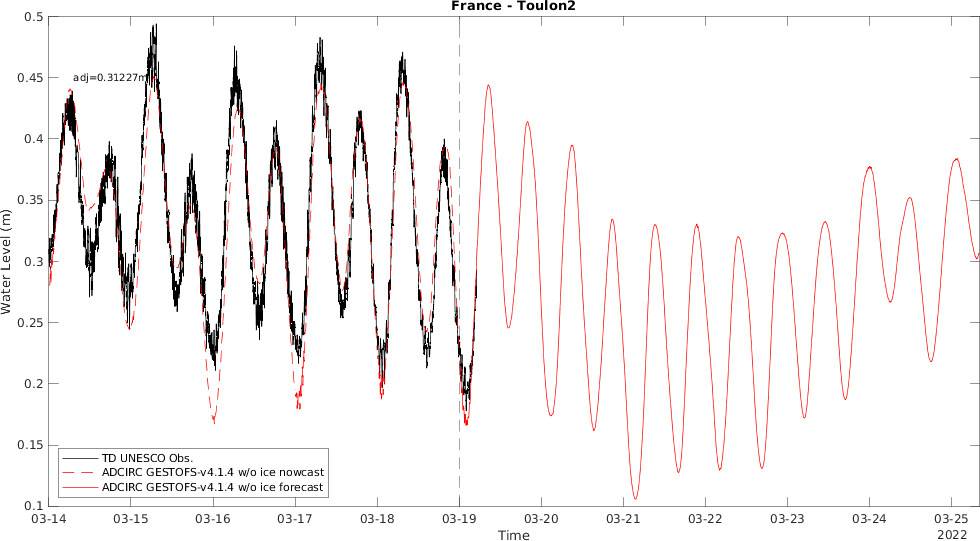 France - Toulon2
0.5
0.45
0.4
0.35
0.3
0.25
0.2
0.15
0.1
Water Level (m)
adj=0.31227m
TD UNESCO Obs.
ADCIRC GESTOFS-v4.1.4 w/o ice nowcast
ADCIRC GESTOFS-v4.1.4 w/o ice forecast
03-14 03-15 03-16 03-17 03-18 03-19 03-20 03-21 03-22 03-23 03-24 03-25
2022
Time